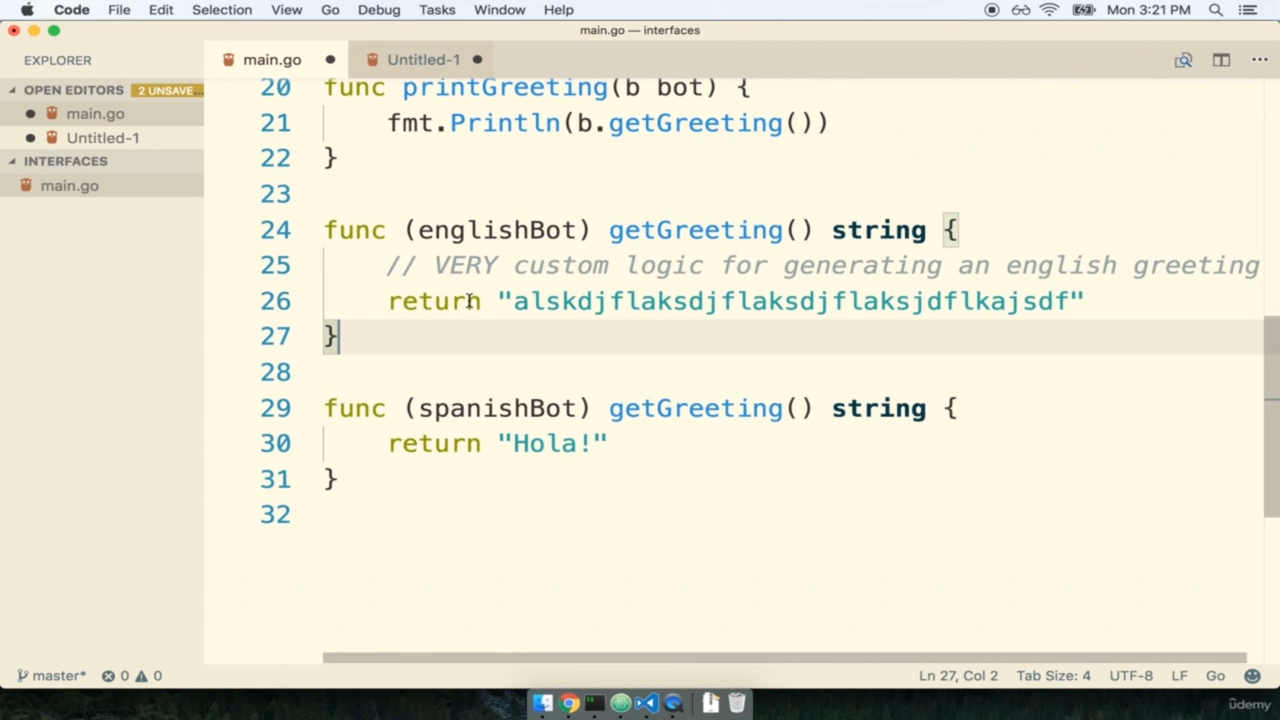 Code File Edit Selection View Go Debug Tasks Window Help Mon 3:21 PM
main.go — interfaces
EXPLORER main.go Untitled-1
OPEN EDITORS 2 UNSAVE...
main.go
Untitled-1
INTERFACES
main.go
20 func printGreeting(b bot) {
21 fmt.Println(b.getGreeting())
22 }
23
24 func (englishBot) getGreeting() string {
25 // VERY custom logic for generating an english greeting
26 return "alskdjflaksdjflaksdjflaksjdflkajsdf"
27 }
28
29 func (spanishBot) getGreeting() string {
30 return "Hola!"
31 }
32
master* 0 0 Ln 27, Col 2 Tab Size: 4 UTF-8 LF Go
ûdemy